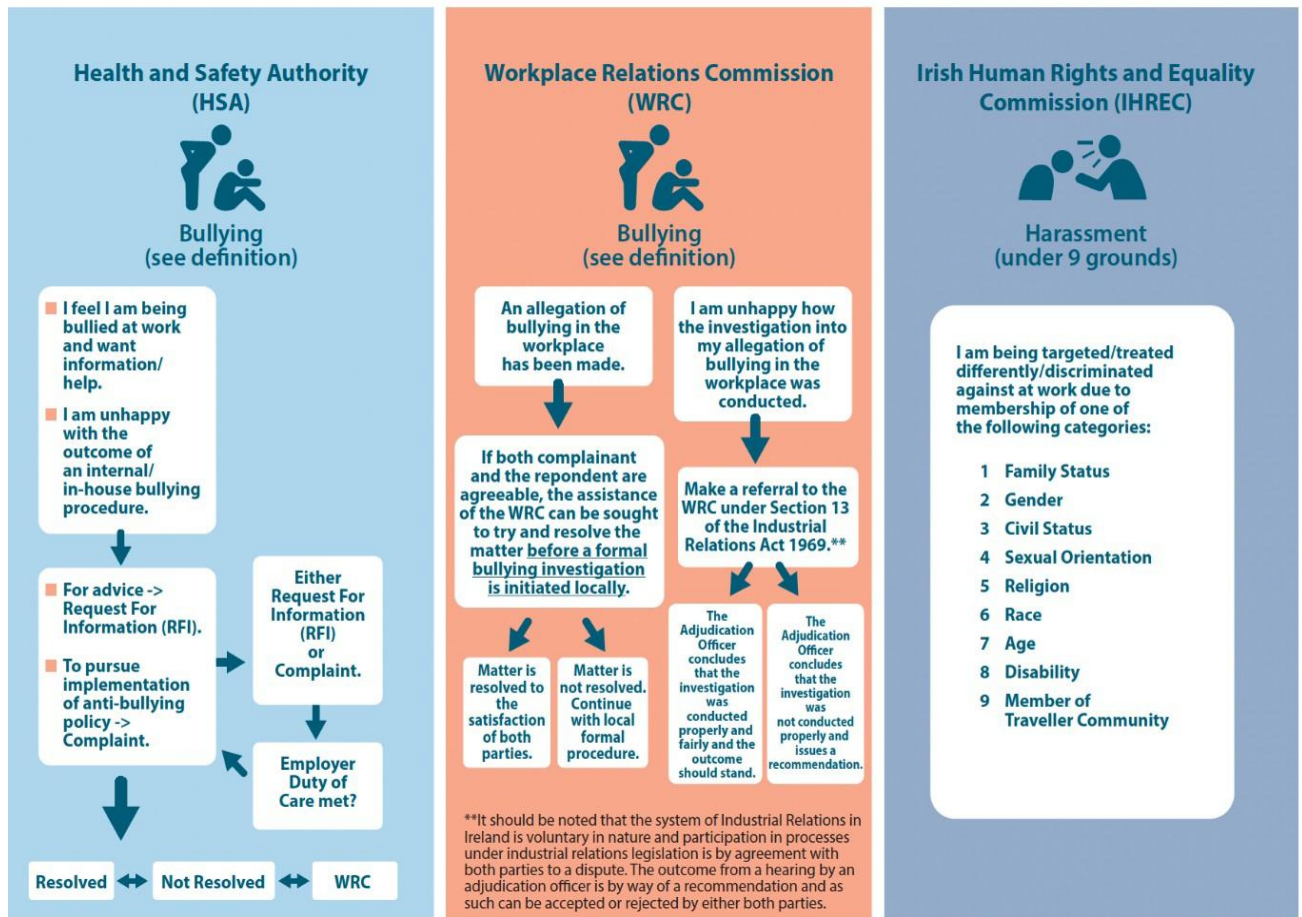 Health and Safety Authority
(HSA)
Bullying
(see definition)
I feel I am being
bullied at work
and want
information/
help.
I am unhappy
with the
outcome of
an internal/
in-house bullying
procedure.
For advice ->
Request For
Information (RFI).
To pursue
implementation
of anti-bullying
policy ->
Complaint.
Either
Request For
Information
(RFI)
or
Complaint.
Employer
Duty of
Care met?
Resolved
Not Resolved
WRC
Workplace Relations Commission
(WRC)
Bullying
(see definition)
An allegation of
bullying in the
workplace
has been made.
If both complainant
and the repondent are
agreeable, the assistance
of the WRC can be sought
to try and resolve the
matter before a formal
bullying investigation
is initiated locally.
Matter is
resolved to
the
satisfaction
of both
parties.
Matter is
not resolved.
Continue
with local
formal
procedure.
I am unhappy how
the investigation into
my allegation of
bullying in the
workplace was
conducted.
Make a referral to the
WRC under Section 13
of the Industrial
Relations Act 1969.**
The
Adjudication
Officer
concludes
that the
investigation
was
conducted
properly and
fairly and the
outcome
should stand.
The
Adjudication
Officer
concludes
that the
investigation
was
not conducted
properly and
issues a
recommendation.
**It should be noted that the system of Industrial Relations in
Ireland is voluntary in nature and participation in processes
under industrial relations legislation is by agreement with
both parties to a dispute. The outcome from a hearing by an
adjudication officer is by way of a recommendation and as
such can be accepted or rejected by either both parties.
Irish Human Rights and Equality
Commission (IHREC)
Harassment
(under 9 grounds)
I am being targeted/treated
differently/discriminated
against at work due to
membership of one of
the following categories:
1 Family Status
2 Gender
3 Civil Status
4 Sexual Orientation
5 Religion
6 Race
7 Age
8 Disability
9 Member of
Traveller Community